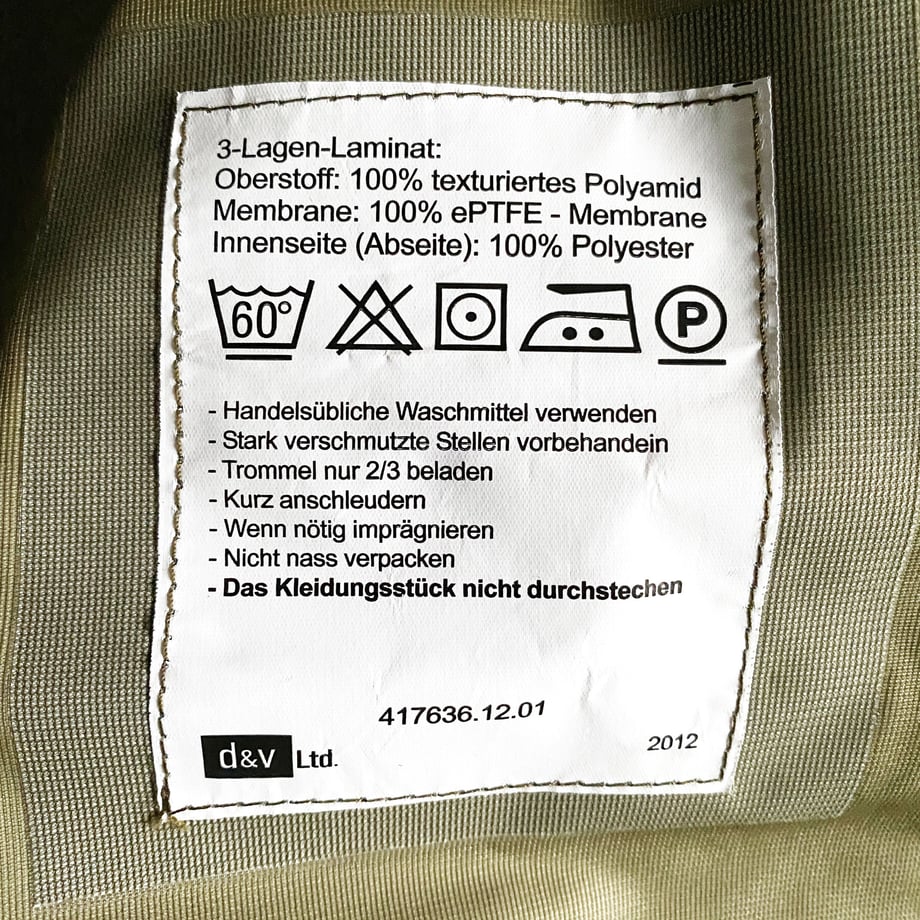 3-Lagen-Laminat:
Oberstoff: 100% texturiertes Polyamid
Membrane: 100% ePTFE - Membrane
Innenseite (Abseite): 100% Polyester
60° P
- Handelsübliche Waschmittel verwenden
- Stark verschmutzte Stellen vorbehandein
- Trommel nur 2/3 beladen
- Kurz anschleudern
- Wenn nötig imprägnieren
- Nicht nass verpacken
- Das Kleidungsstück nicht durchstechen
417636.12.01
d&v Ltd.
2012